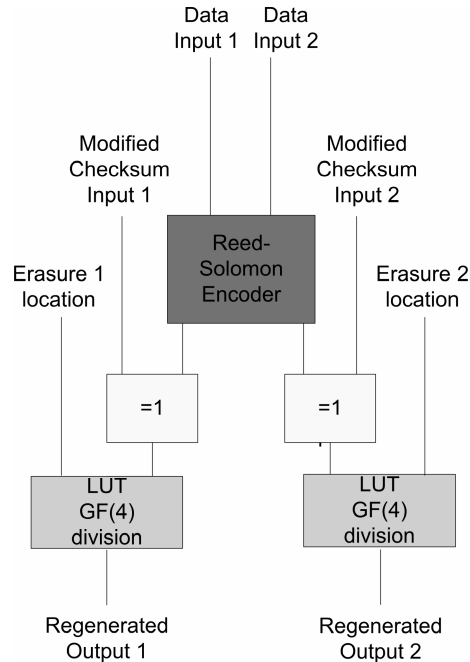 Data
Input 1
Data
Input 2
Modified
Checksum
Input 1
Modified
Checksum
Input 2
Reed-
Solomon
Encoder
Erasure 1
location
Erasure 2
location
=1
=1
LUT
GF(4)
division
LUT
GF(4)
division
Regenerated
Output 1
Regenerated
Output 2